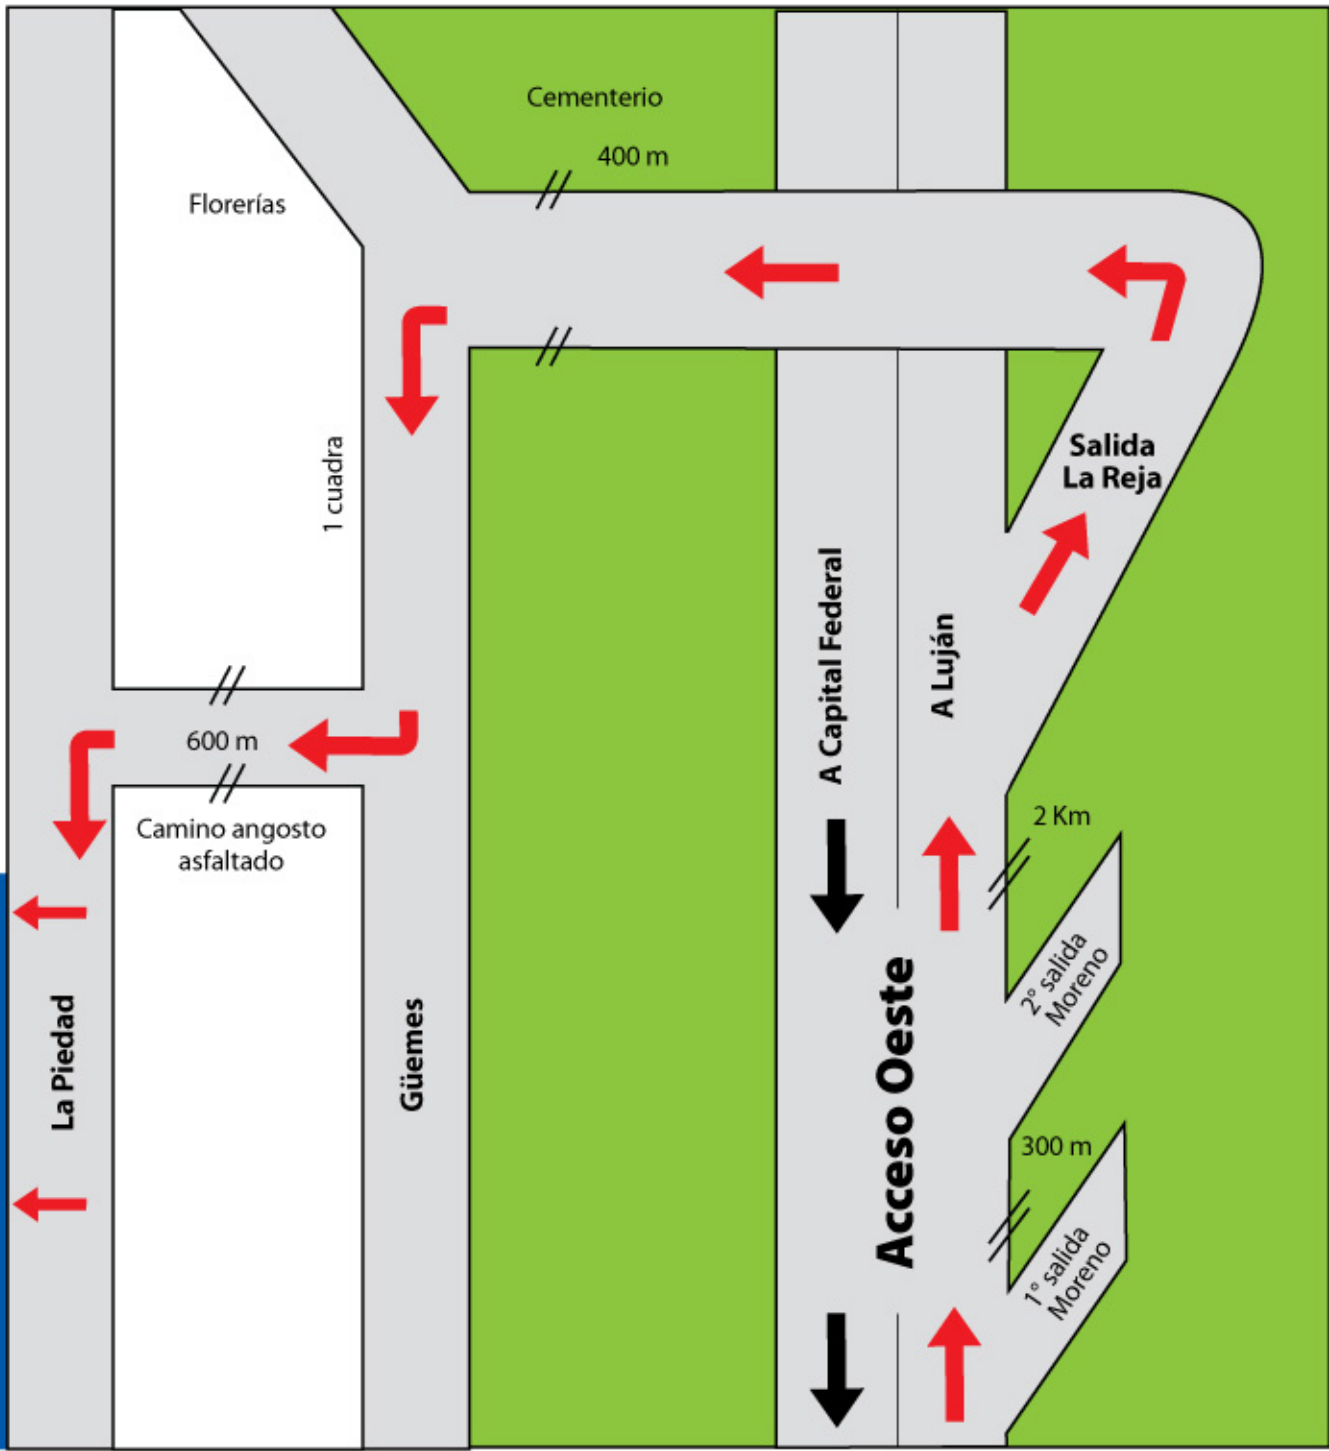 Cementerio
400 m
Florerías
1 cuadra
Salida
La Reja
A Capital Federal
A Luján
600 m
Camino angosto
asfaltado
2 Km
2° salida
Moreno
La Piedad
Güemes
Acceso Oeste
300 m
1° salida
Moreno